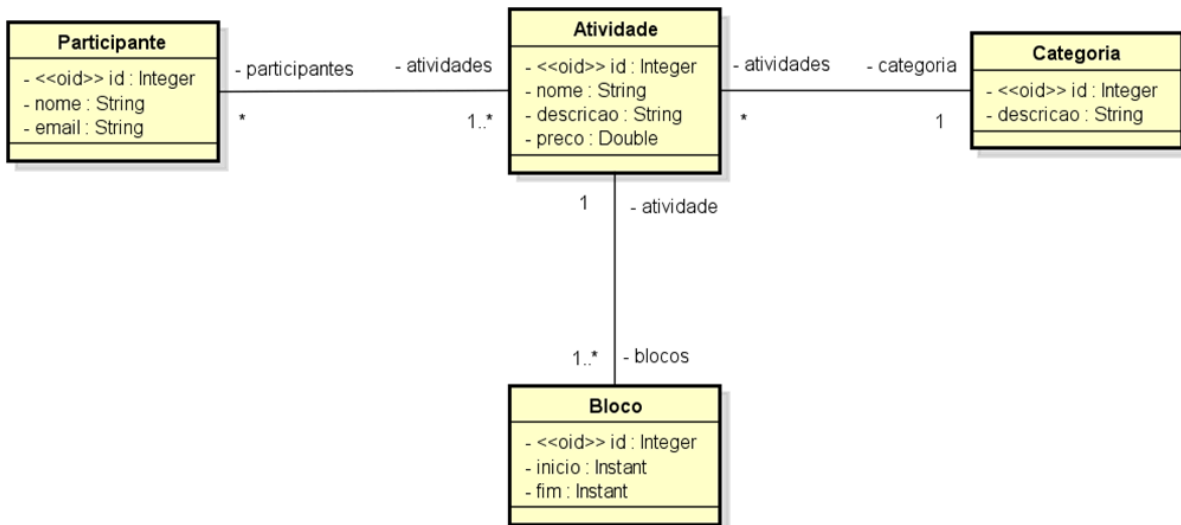 Participante
- <<oid>> id : Integer
- nome : String
- email : String
- participantes
*
- atividades
1..*
Atividade
- <<oid>> id : Integer
- nome : String
- descricao : String
- preco : Double
- atividades
*
- categoria
1
Categoria
- <<oid>> id : Integer
- descricao : String
1
- atividade
1..*
- blocos
Bloco
- <<oid>> id : Integer
- inicio : Instant
- fim : Instant